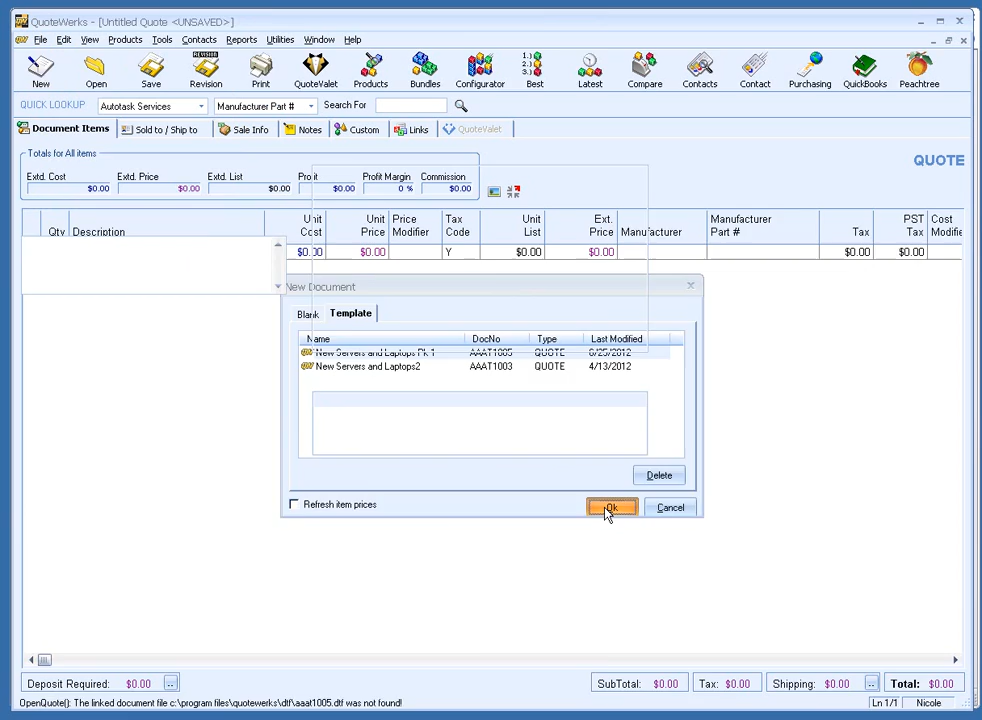 QuoteWerks - [Untitled Quote <UNSAVED>]
File Edit View Products Tools Contacts Reports Utilities Window Help
REVISION
New Open Save Revision Print QuoteValet Products Bundles Configurator Best Latest Compare Contacts Contact Purchasing QuickBooks Peachtree
QUICK LOOKUP Autotask Services Manufacturer Part # Search For
Document Items Sold to / Ship to Sale Info Notes Custom Links QuoteValet
Totals for All items
QUOTE
Extd. Cost Extd. Price Extd. List Profit Profit Margin Commission
$0.00 $0.00 $0.00 $0.00 0 % $0.00
Qty Description Unit Cost Unit Price Price Modifier Tax Code Unit List Ext. Price Manufacturer Manufacturer Part # Tax PST Tax Cost Modifie
$0.00 $0.00 Y $0.00 $0.00 $0.00 $0.00
New Document
Blank Template
Name DocNo Type Last Modified
New Servers and Laptops Pk 1 AAAT1005 QUOTE 6/25/2012
New Servers and Laptops2 AAAT1003 QUOTE 4/13/2012
Delete
Refresh item prices
Ok Cancel
Deposit Required: $0.00 .. SubTotal: $0.00 Tax: $0.00 Shipping: $0.00 .. Total: $0.00
OpenQuote(): The linked document file c:\program files\quotewerks\dtf\aaat1005.dtf was not found!
Ln 1/1 Nicole